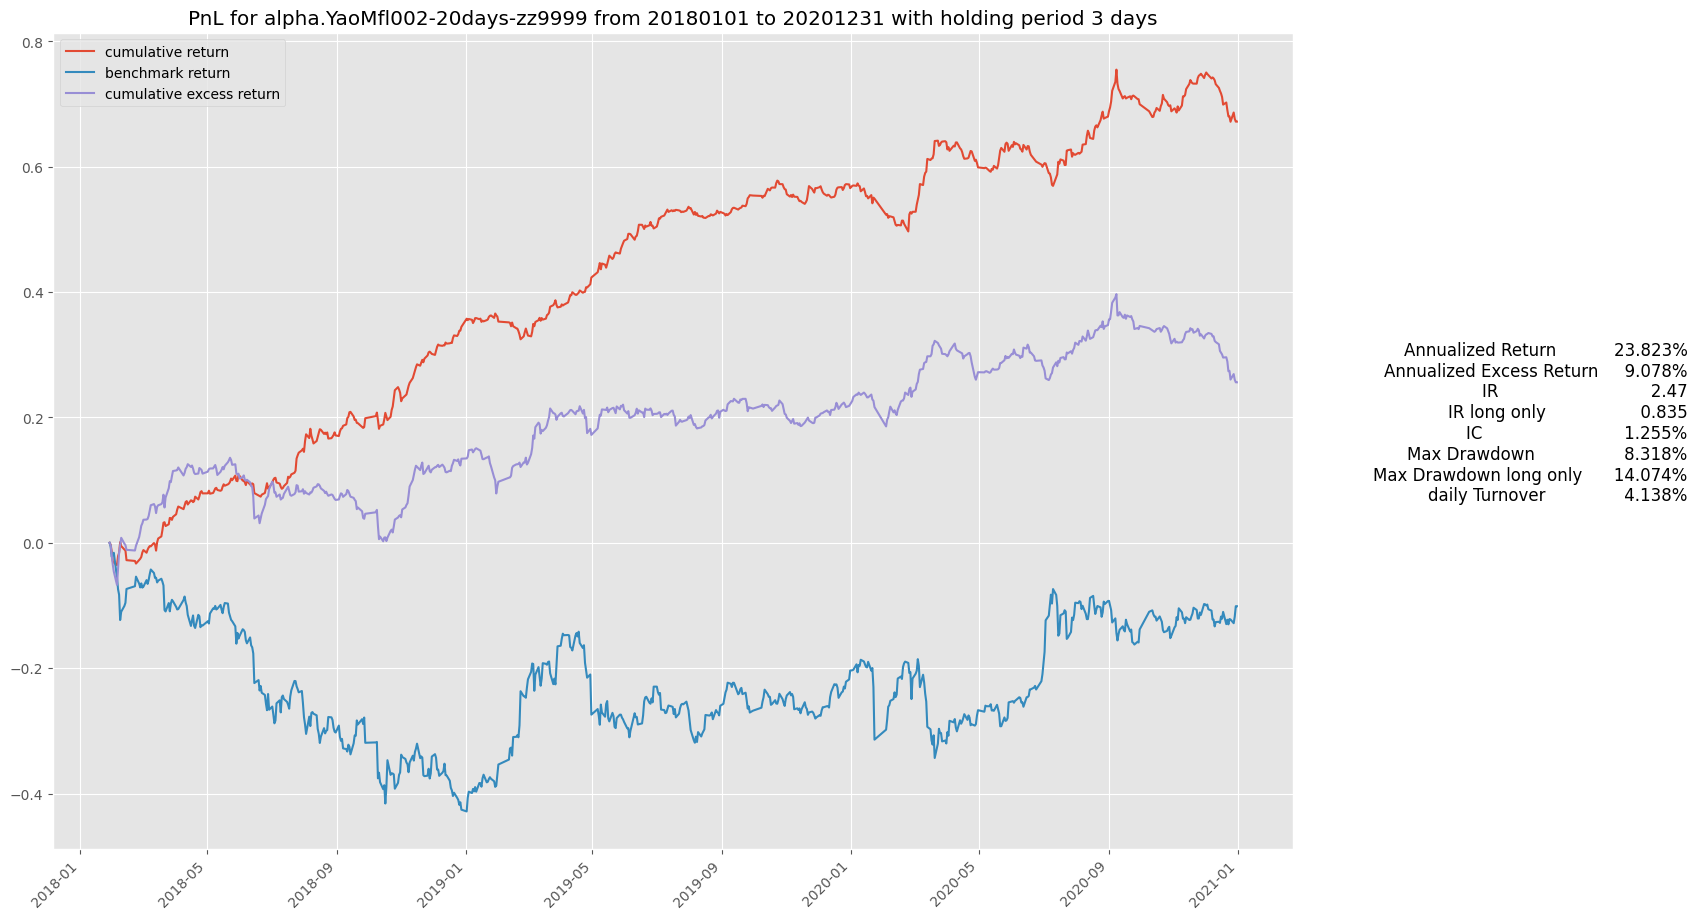 PnL for alpha.YaoMfl002-20days-zz9999 from 20180101 to 20201231 with holding period 3 days
cumulative return
benchmark return
cumulative excess return
0.8
0.6
0.4
0.2
0.0
−0.2
−0.4
2018-01
2018-05
2018-09
2019-01
2019-05
2019-09
2020-01
2020-05
2020-09
2021-01
Annualized Return 23.823%
Annualized Excess Return 9.078%
IR 2.47
IR long only 0.835
IC 1.255%
Max Drawdown 8.318%
Max Drawdown long only 14.074%
daily Turnover 4.138%